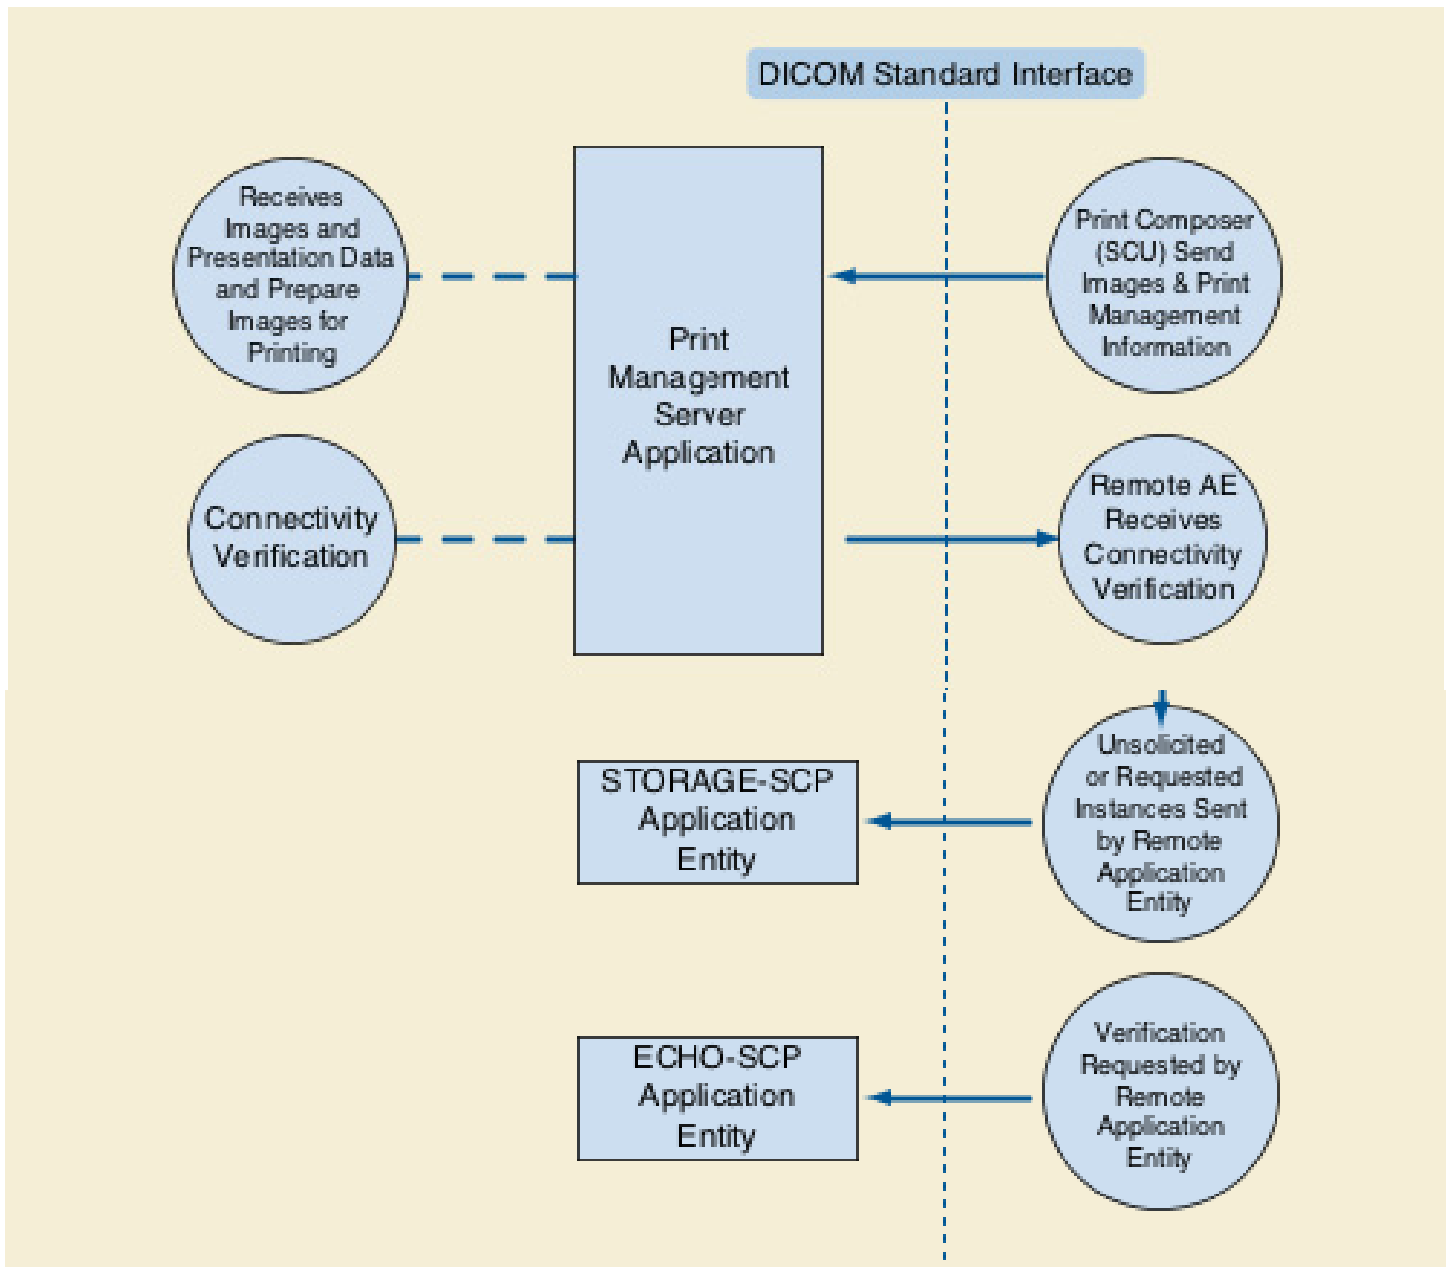 DICOM Standard Interface
Receives
Images and
Presentation Data
and Prepare
Images for
Printing
Print
Management
Server
Application
Print Composer
(SCU) Send
Images & Print
Management
Information
Connectivity
Verification
Remote AE
Receives
Connectivity
Verification
STORAGE-SCP
Application
Entity
Unsolicited
or Requested
Instances Sent
by Remote
Application
Entity
ECHO-SCP
Application
Entity
Verification
Requested by
Remote
Application
Entity